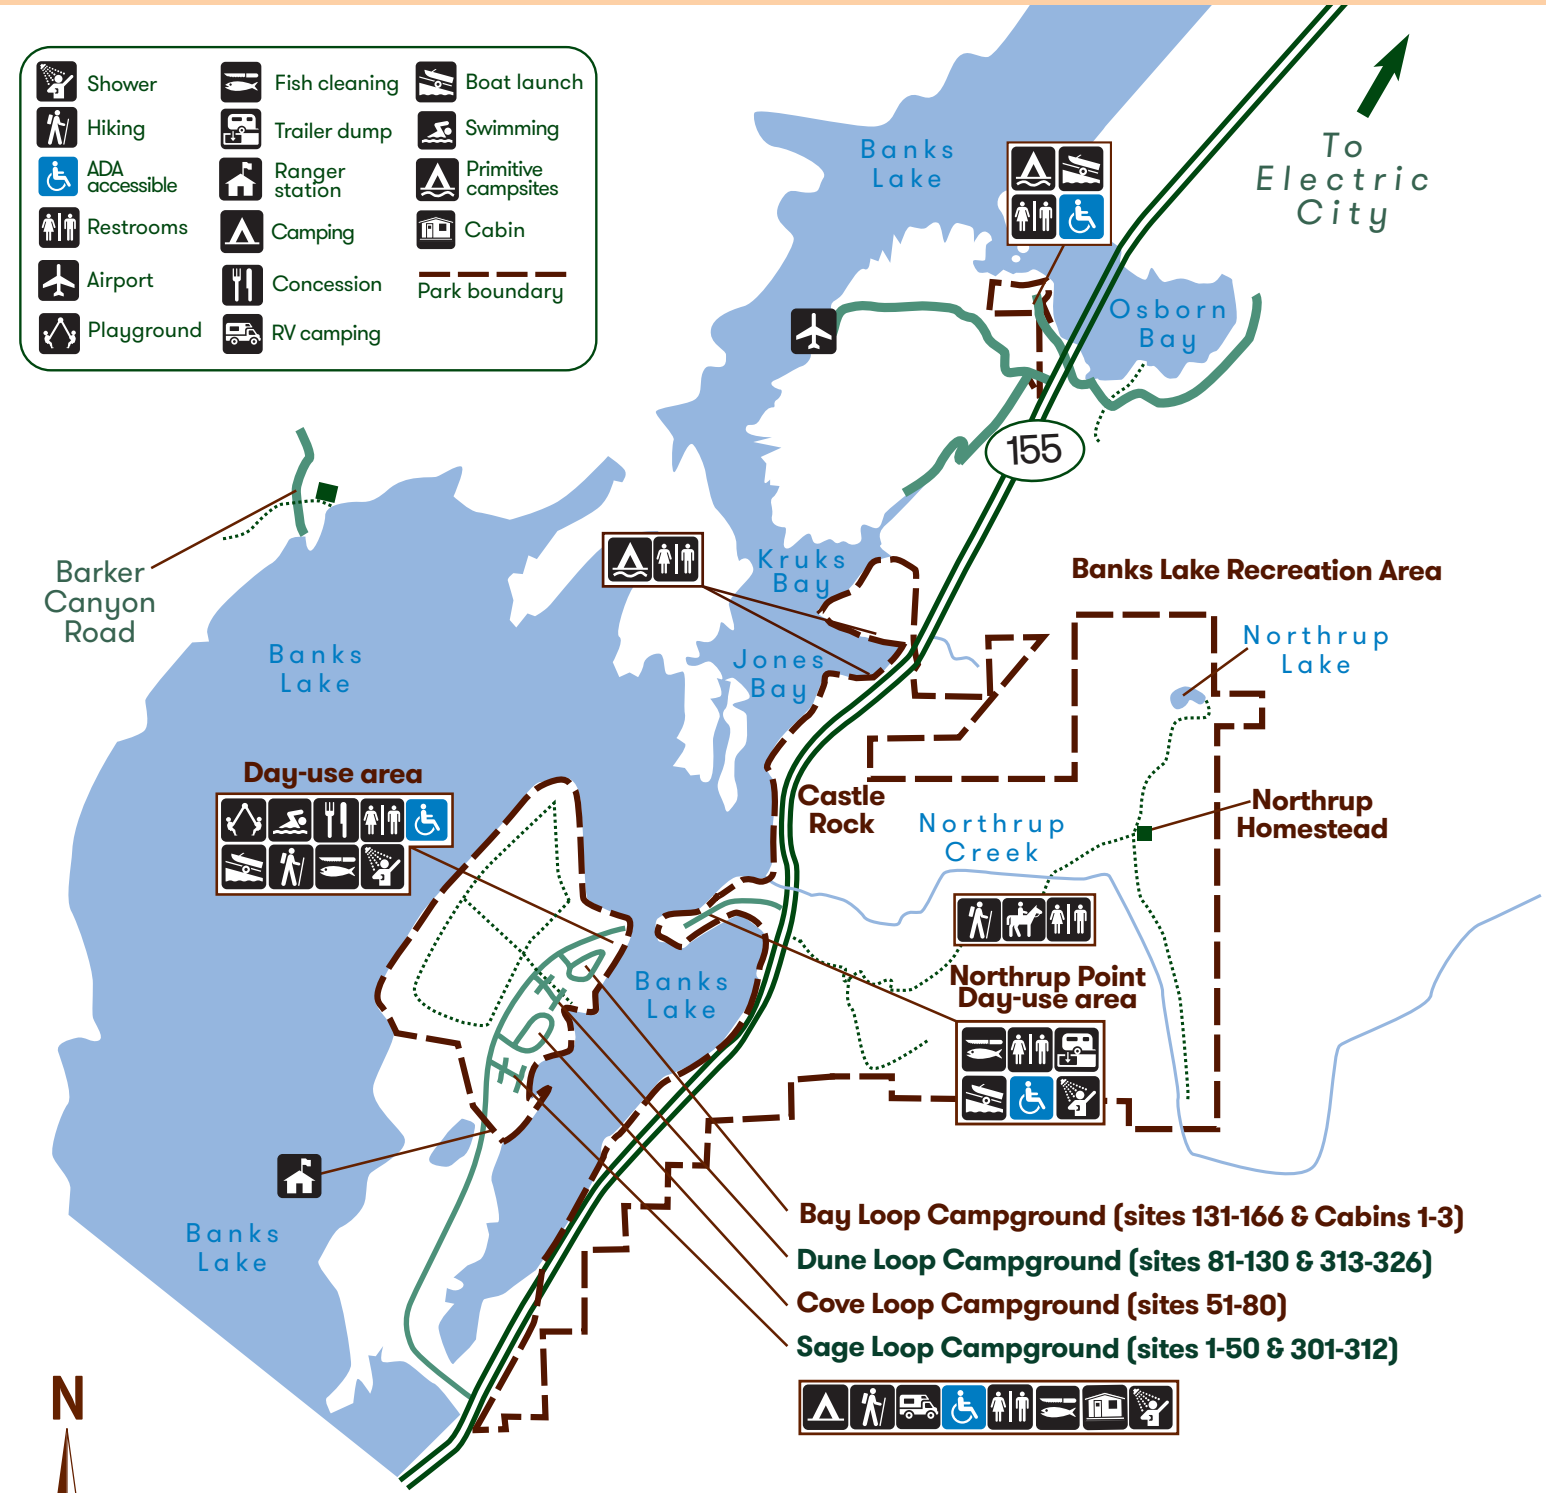 Shower
Hiking
ADA
accessible
Restrooms
Airport
Playground
Fish cleaning
Trailer dump
Ranger
station
Camping
Concession
RV camping
Boat launch
Swimming
Primitive
campsites
Cabin
Park boundary
To
Electric
City
Banks
Lake
Osborn
Bay
155
Barker
Canyon
Road
Kruks
Bay
Banks Lake Recreation Area
Northrup
Lake
Banks
Lake
Jones
Bay
Day-use area
Castle
Rock
Northrup
Creek
Northrup
Homestead
Banks
Lake
Northrup Point
Day-use area
Banks
Lake
Bay Loop Campground (sites 131-166 & Cabins 1-3)
Dune Loop Campground (sites 81-130 & 313-326)
Cove Loop Campground (sites 51-80)
Sage Loop Campground (sites 1-50 & 301-312)
N